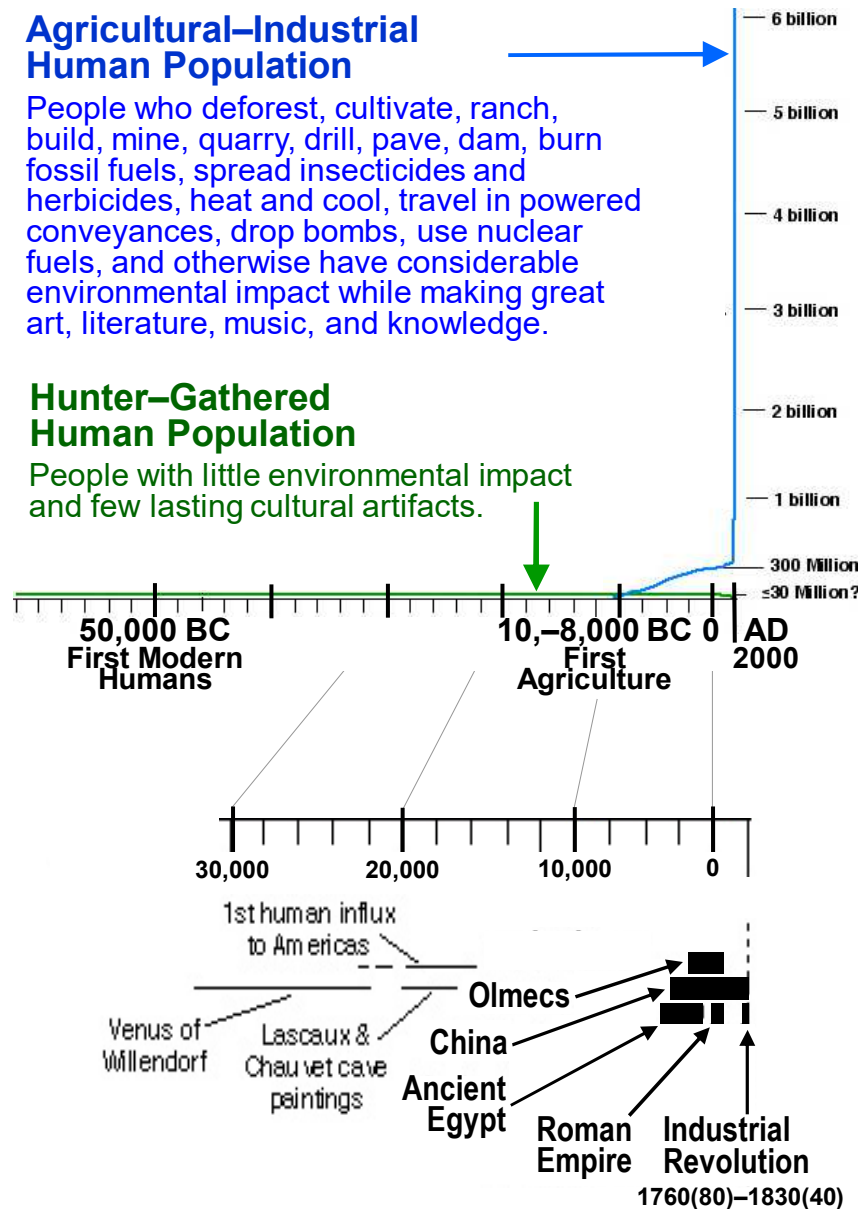 Agricultural–Industrial
Human Population
People who deforest, cultivate, ranch,
build, mine, quarry, drill, pave, dam, burn
fossil fuels, spread insecticides and
herbicides, heat and cool, travel in powered
conveyances, drop bombs, use nuclear
fuels, and otherwise have considerable
environmental impact while making great
art, literature, music, and knowledge.
6 billion
5 billion
4 billion
3 billion
2 billion
1 billion
300 Million
≤30 Million?
Hunter–Gathered
Human Population
People with little environmental impact
and few lasting cultural artifacts.
50,000 BC
First Modern
Humans
10,–8,000 BC
First
Agriculture
0
AD
2000
30,000
20,000
10,000
0
1st human influx
to Americas
Venus of
Willendorf
Lascaux &
Chauvet cave
paintings
Olmecs
China
Ancient
Egypt
Roman
Empire
Industrial
Revolution
1760(80)–1830(40)